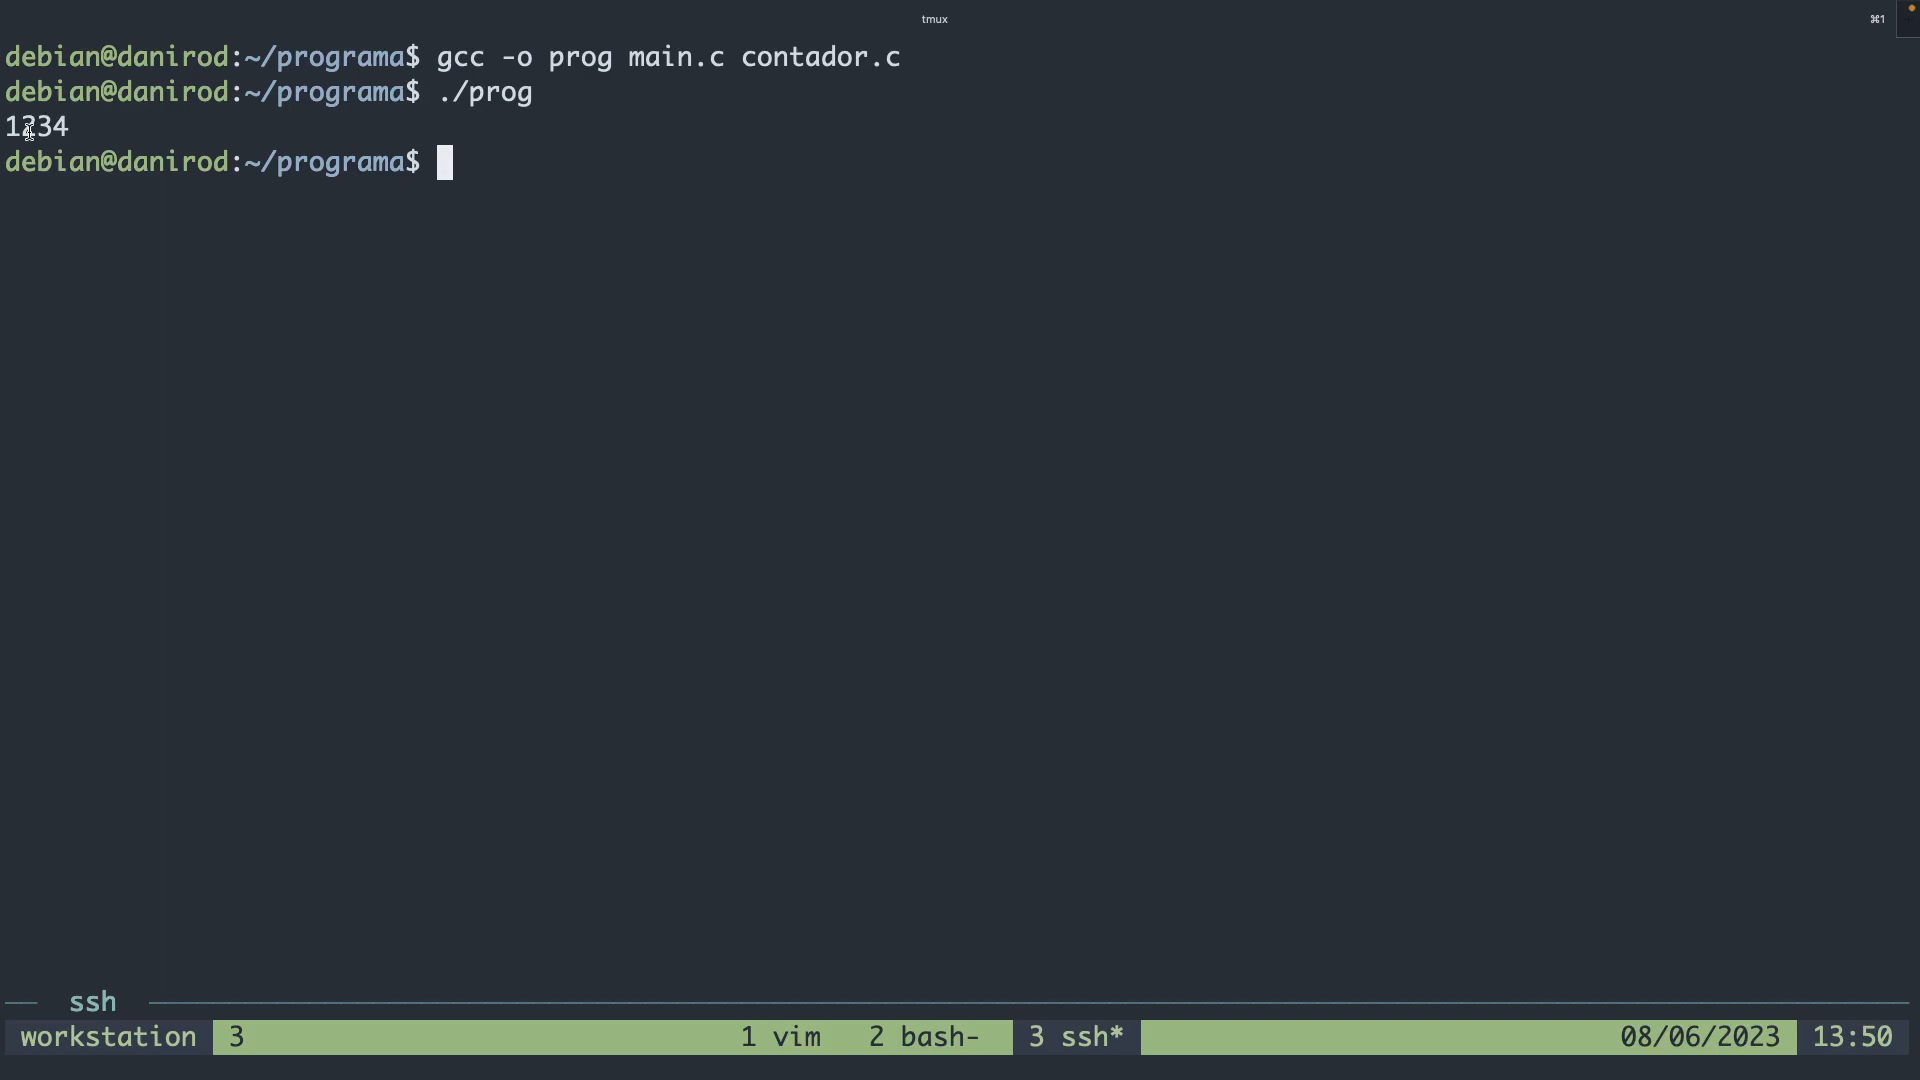 tmux
⌘1
debian@danirod:~/programa$ gcc -o prog main.c contador.c
debian@danirod:~/programa$ ./prog
1234
debian@danirod:~/programa$
ssh
workstation 3 1 vim 2 bash- 3 ssh* 08/06/2023 13:50